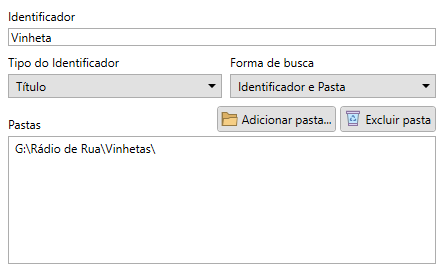 Identificador
Vinheta
Tipo do Identificador
Forma de busca
Título
Identificador e Pasta
Pastas
Adicionar pasta...
Excluir pasta
G:\Rádio de Rua\Vinhetas\